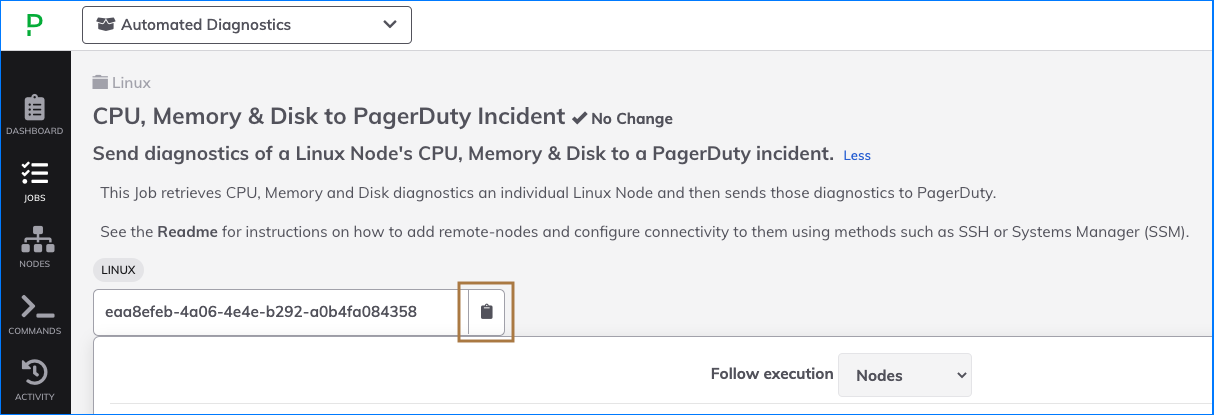 P
Automated Diagnostics
Linux
CPU, Memory & Disk to PagerDuty Incident No Change
Send diagnostics of a Linux Node's CPU, Memory & Disk to a PagerDuty incident. Less
This Job retrieves CPU, Memory and Disk diagnostics an individual Linux Node and then sends those diagnostics to PagerDuty.
See the Readme for instructions on how to add remote-nodes and configure connectivity to them using methods such as SSH or Systems Manager (SSM).
LINUX
eaa8efeb-4a06-4e4e-b292-a0b4fa084358
Follow execution Nodes
DASHBOARD
JOBS
NODES
COMMANDS
ACTIVITY